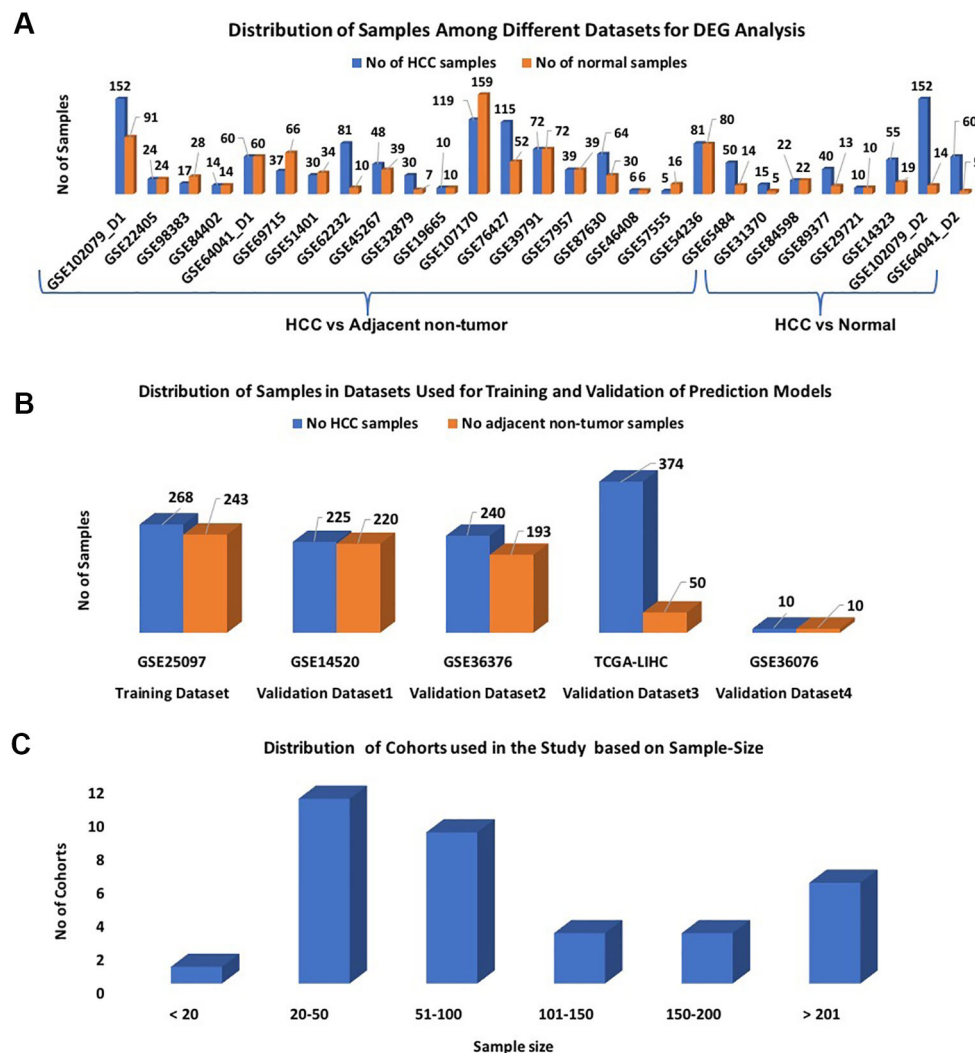 A
Distribution of Samples Among Different Datasets for DEG Analysis
No of HCC samples No of normal samples
No of Samples
152 91 24 24 17 28 14 14 60 60 37 66 30 34 81 10 48 39 30 7 10 10 119 159 115 52 72 72 39 39 64 30 6 6 5 16 81 80 50 14 15 5 22 22 40 13 10 10 55 19 152 14 60 5
GSE102079_D1 GSE22405 GSE98383 GSE84402 GSE64041_D1 GSE69715 GSE51401 GSE62232 GSE45267 GSE32879 GSE19665 GSE107170 GSE76427 GSE39791 GSE57957 GSE87630 GSE46408 GSE57555 GSE54236 GSE65484 GSE31370 GSE84598 GSE89377 GSE29721 GSE14323 GSE102079_D2 GSE64041_D2
HCC vs Adjacent non-tumor HCC vs Normal
B
Distribution of Samples in Datasets Used for Training and Validation of Prediction Models
No HCC samples No adjacent non-tumor samples
No of Samples
268 243 225 220 240 193 374 50 10 10
GSE25097 GSE14520 GSE36376 TCGA-LIHC GSE36076
Training Dataset Validation Dataset1 Validation Dataset2 Validation Dataset3 Validation Dataset4
C
Distribution of Cohorts used in the Study based on Sample-Size
No of Cohorts
12
10
8
6
4
2
0
< 20 20-50 51-100 101-150 150-200 > 201
Sample size